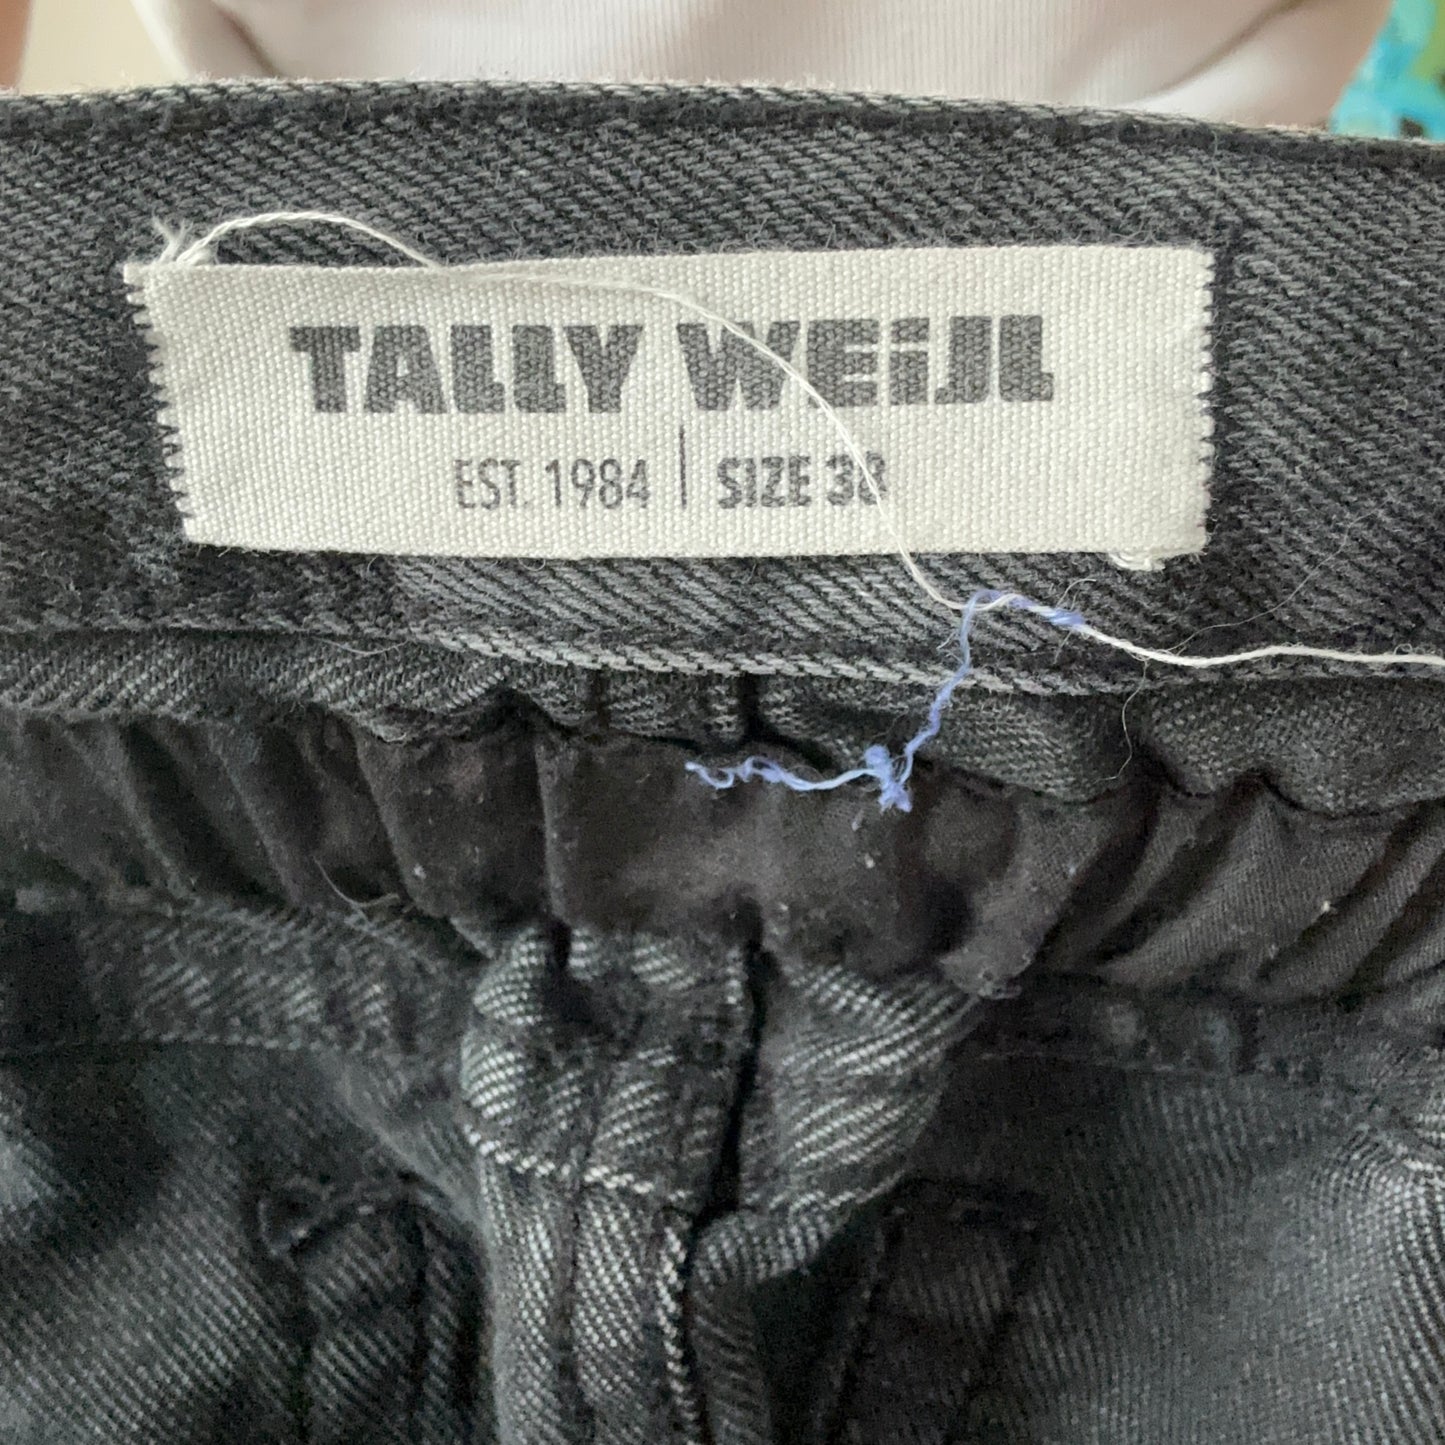 TALLY WEiJL
EST. 1984 | SIZE 38